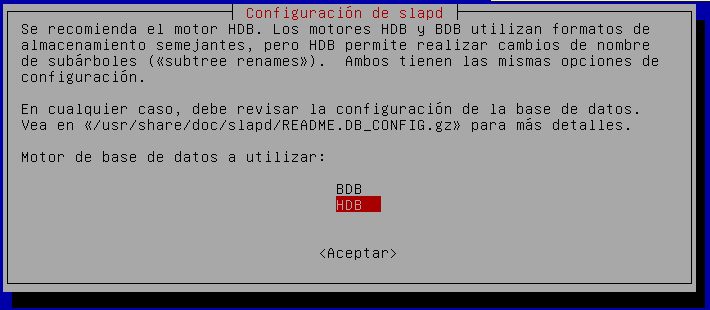 Configuración de slapd
Se recomienda el motor HDB. Los motores HDB y BDB utilizan formatos de
almacenamiento semejantes, pero HDB permite realizar cambios de nombre
de subárboles («subtree renames»).  Ambos tienen las mismas opciones de
configuración.
En cualquier caso, debe revisar la configuración de la base de datos.
Vea en «/usr/share/doc/slapd/README.DB_CONFIG.gz» para más detalles.
Motor de base de datos a utilizar:
BDB
HDB
<Aceptar>